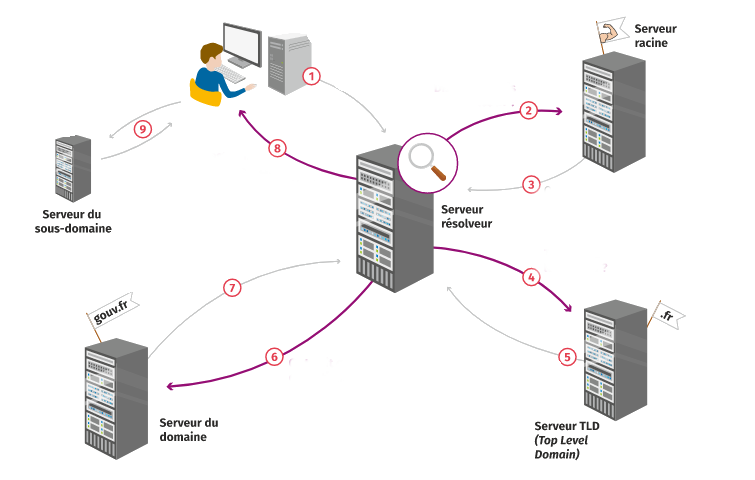 Serveur
racine
1
2
9
8
3
Serveur du
sous-domaine
Serveur
résolveur
7
4
gouv.fr
.fr
6
5
Serveur du
domaine
Serveur TLD
(Top Level
Domain)